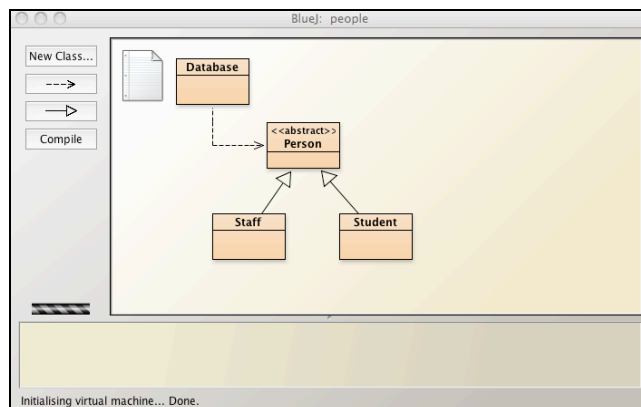 BlueJ: people
New Class...
Compile
Database
<<abstract>>
Person
Staff
Student
Initialising virtual machine... Done.